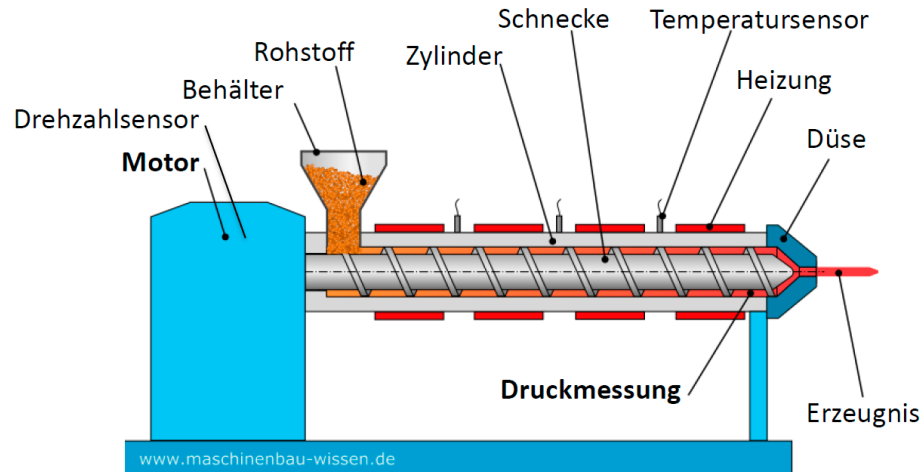 Schnecke
Temperatursensor
Rohstoff
Zylinder
Heizung
Behälter
Drehzahlsensor
Düse
Motor
Druckmessung
Erzeugnis
www.maschinenbau-wissen.de